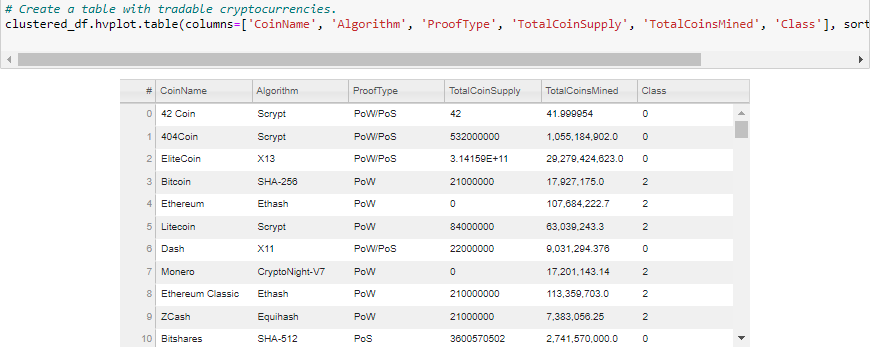 # Create a table with tradable cryptocurrencies.
clustered_df.hvplot.table(columns=['CoinName', 'Algorithm', 'ProofType', 'TotalCoinSupply', 'TotalCoinsMined', 'Class'], sort
# CoinName Algorithm ProofType TotalCoinSupply TotalCoinsMined Class
0 42 Coin Scrypt PoW/PoS 42 41.999954 0
1 404Coin Scrypt PoW/PoS 532000000 1,055,184,902.0 0
2 EliteCoin X13 PoW/PoS 3.14159E+11 29,279,424,623.0 0
3 Bitcoin SHA-256 PoW 21000000 17,927,175.0 2
4 Ethereum Ethash PoW 0 107,684,222.7 2
5 Litecoin Scrypt PoW 84000000 63,039,243.3 2
6 Dash X11 PoW/PoS 22000000 9,031,294.376 0
7 Monero CryptoNight-V7 PoW 0 17,201,143.14 2
8 Ethereum Classic Ethash PoW 210000000 113,359,703.0 2
9 ZCash Equihash PoW 21000000 7,383,056.25 2
10 Bitshares SHA-512 PoS 3600570502 2,741,570,000.0 0